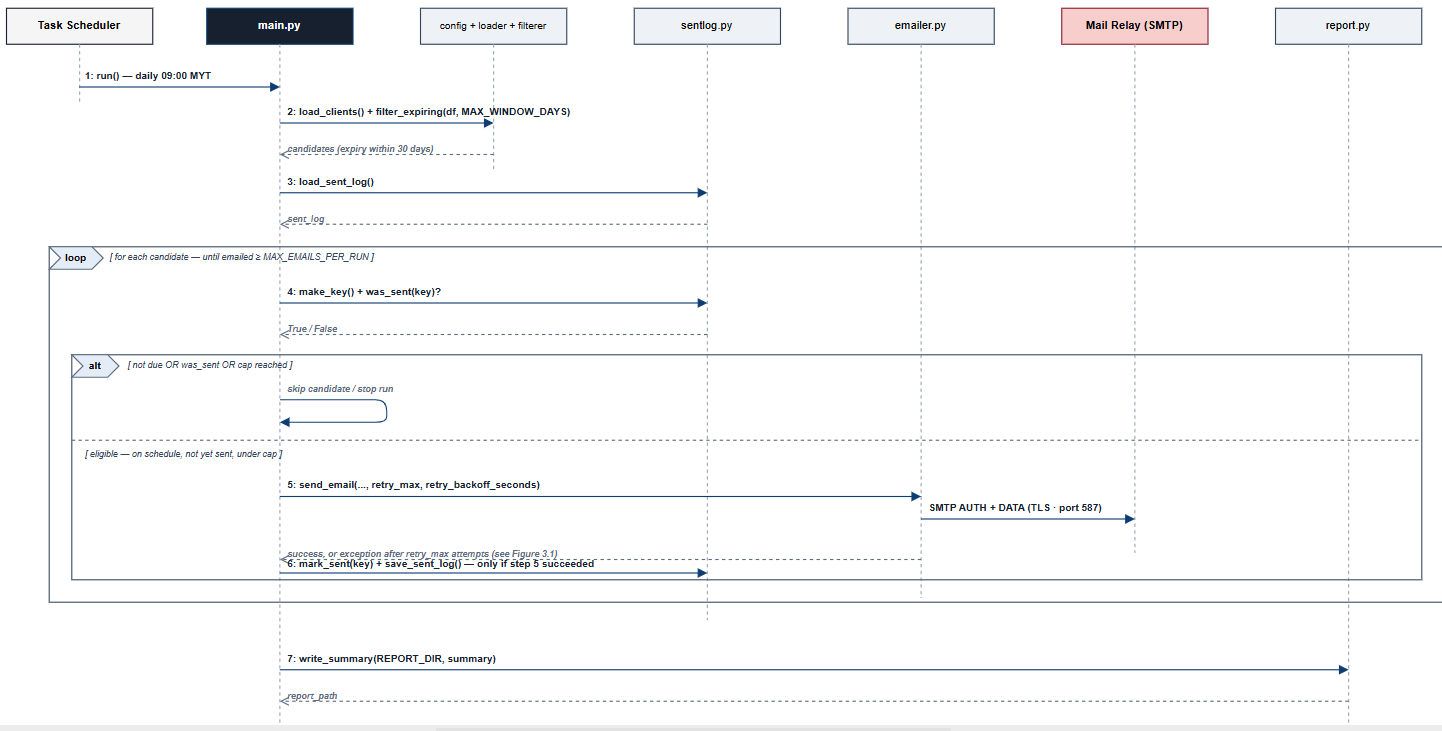 Task Scheduler
main.py
config + loader + filterer
sentlog.py
emailer.py
Mail Relay (SMTP)
report.py
1: run() — daily 09:00 MYT
2: load_clients() + filter_expiring(df, MAX_WINDOW_DAYS)
candidates (expiry within 30 days)
3: load_sent_log()
sent_log
loop
[ for each candidate — until emailed ≥ MAX_EMAILS_PER_RUN ]
4: make_key() + was_sent(key)?
True / False
alt
[ not due OR was_sent OR cap reached ]
skip candidate / stop run
[ eligible — on schedule, not yet sent, under cap ]
5: send_email(..., retry_max, retry_backoff_seconds)
SMTP AUTH + DATA (TLS · port 587)
success, or exception after retry_max attempts (see Figure 3.1)
6: mark_sent(key) + save_sent_log() — only if step 5 succeeded
7: write_summary(REPORT_DIR, summary)
report_path